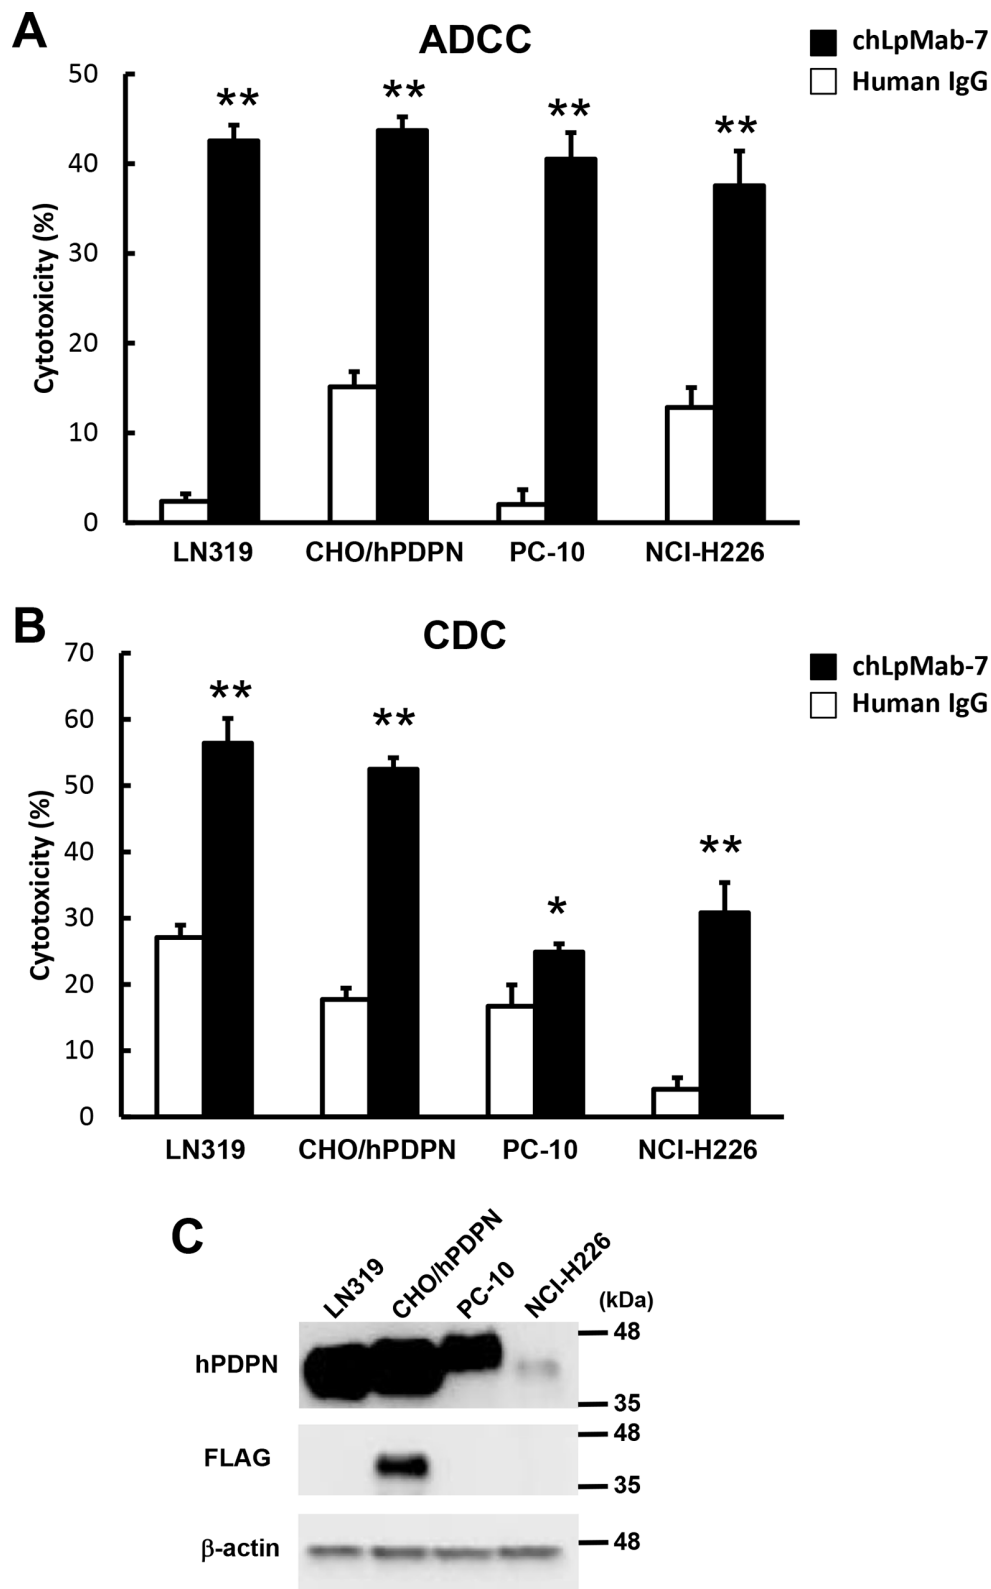 A
ADCC
chLpMab-7
Human IgG
Cytotoxicity (%)
50
40
30
20
10
0
**
**
**
**
LN319
CHO/hPDPN
PC-10
NCI-H226
B
CDC
chLpMab-7
Human IgG
Cytotoxicity (%)
70
60
50
40
30
20
10
0
**
**
*
**
LN319
CHO/hPDPN
PC-10
NCI-H226
C
LN319
CHO/hPDPN
PC-10
NCI-H226
(kDa)
hPDPN
48
35
FLAG
48
35
β-actin
48